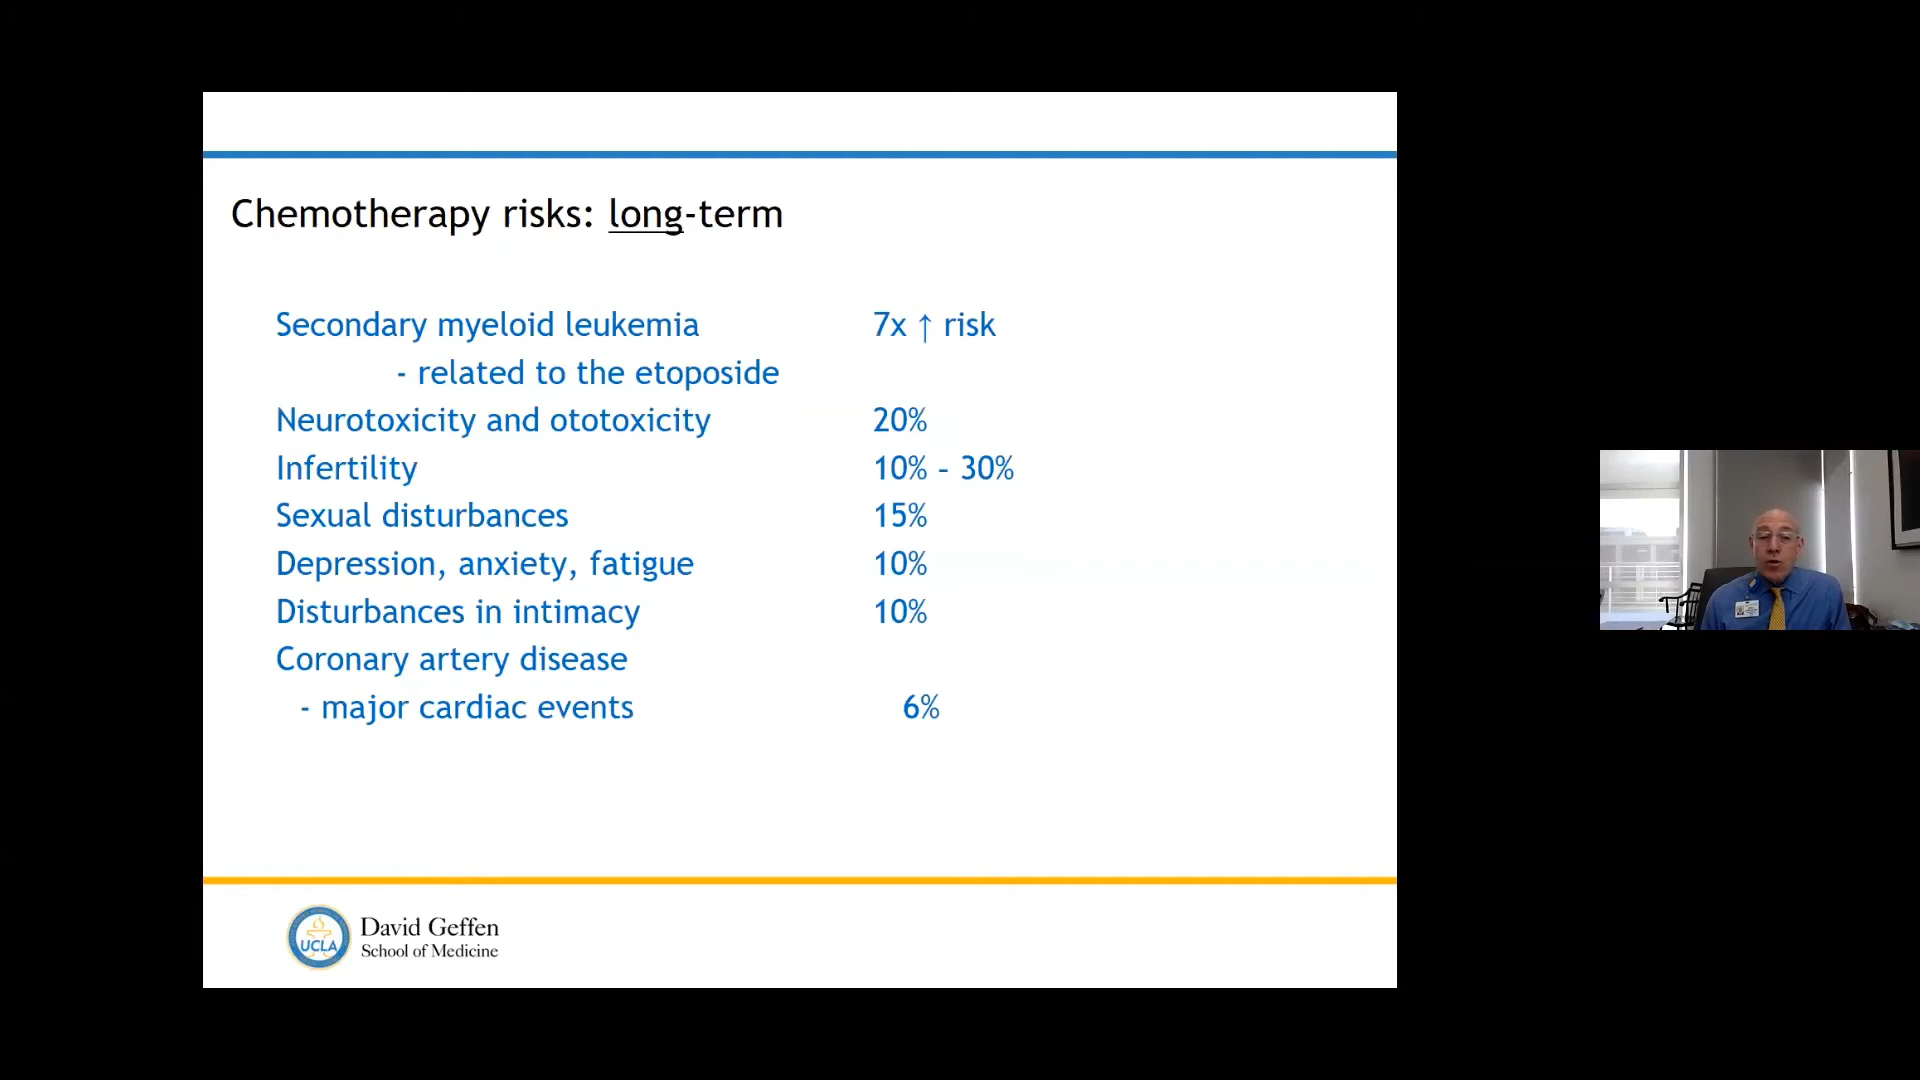 Chemotherapy risks: long-term
Secondary myeloid leukemia 7x ↑ risk
- related to the etoposide
Neurotoxicity and ototoxicity 20%
Infertility 10% – 30%
Sexual disturbances 15%
Depression, anxiety, fatigue 10%
Disturbances in intimacy 10%
Coronary artery disease
- major cardiac events 6%
UCLA
David Geffen
School of Medicine